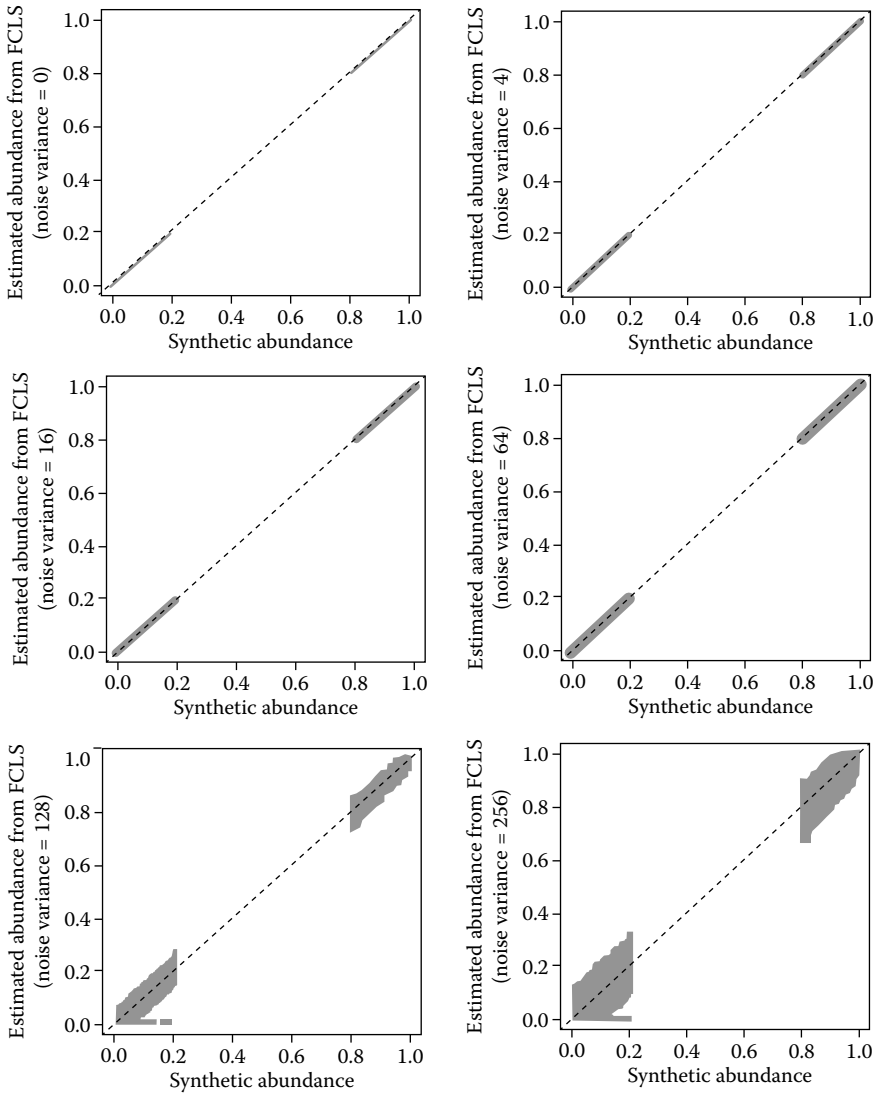 Estimated abundance from FCLS
(noise variance = 0)
1.0
0.8
0.6
0.4
0.2
0.0
0.0 0.2 0.4 0.6 0.8 1.0
Synthetic abundance
Estimated abundance from FCLS
(noise variance = 4)
1.0
0.8
0.6
0.4
0.2
0.0
0.0 0.2 0.4 0.6 0.8 1.0
Synthetic abundance
Estimated abundance from FCLS
(noise variance = 16)
1.0
0.8
0.6
0.4
0.2
0.0
0.0 0.2 0.4 0.6 0.8 1.0
Synthetic abundance
Estimated aabundance from FCLS
(noise variance = 64)
1.0
0.8
0.6
0.4
0.2
0.0
0.0 0.2 0.4 0.6 0.8 1.0
Synthetic abundance
Estimated abundance from FCLS
(noise variance = 128)
1.0
0.8
0.6
0.4
0.2
0.0
0.0 0.2 0.4 0.6 0.8 1.0
Synthetic abundance
Estimated abundance from FCLS
(noise variance = 256)
1.0
0.8
0.6
0.4
0.2
0.0
0.0 0.2 0.4 0.6 0.8 1.0
Synthetic abundance